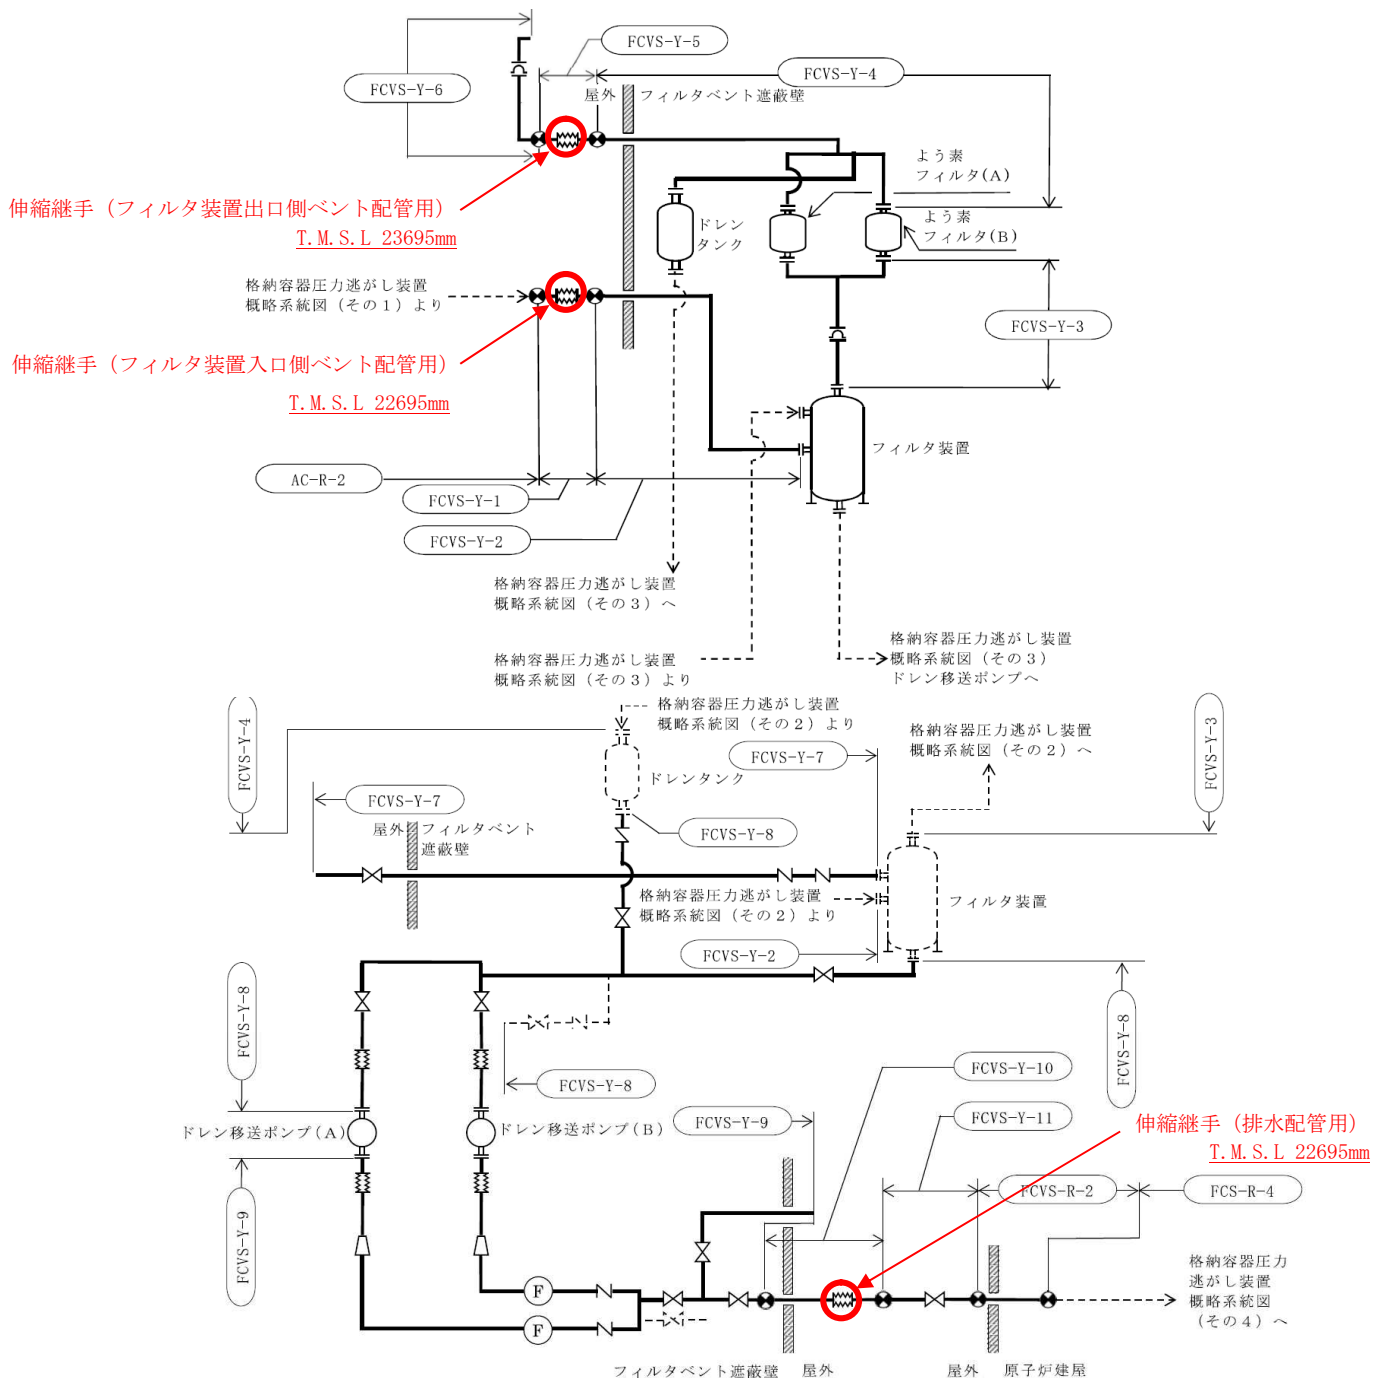 FCVS-Y-5
FCVS-Y-4
FCVS-Y-6
屋外
フィルタベント遮蔽壁
よう素
フィルタ(A)
伸縮継手（フィルタ装置出口側ベント配管用）
T.M.S.L 23695mm
ドレン
タンク
よう素
フィルタ(B)
格納容器圧力逃がし装置
概略系統図（その１）より
FCVS-Y-3
伸縮継手（フィルタ装置入口側ベント配管用）
T.M.S.L 22695mm
フィルタ装置
AC-R-2
FCVS-Y-1
FCVS-Y-2
格納容器圧力逃がし装置
概略系統図（その３）へ
格納容器圧力逃がし装置
概略系統図（その３）より
格納容器圧力逃がし装置
概略系統図（その３）
ドレン移送ポンプへ
FCVS-Y-4
格納容器圧力逃がし装置
概略系統図（その２）より
FCVS-Y-7
格納容器圧力逃がし装置
概略系統図（その２）へ
FCVS-Y-3
ドレンタンク
FCVS-Y-7
屋外
フィルタベント
遮蔽壁
FCVS-Y-8
格納容器圧力逃がし装置
概略系統図（その２）より
フィルタ装置
FCVS-Y-2
FCVS-Y-8
FCVS-Y-8
FCVS-Y-8
FCVS-Y-10
FCVS-Y-11
FCVS-Y-9
伸縮継手（排水配管用）
T.M.S.L 22695mm
ドレン移送ポンプ(A)
ドレン移送ポンプ(B)
FCVS-R-2
FCS-R-4
FCVS-Y-9
格納容器圧力
逃がし装置
概略系統図
（その４）へ
F
F
フィルタベント遮蔽壁
屋外
屋外
原子炉建屋